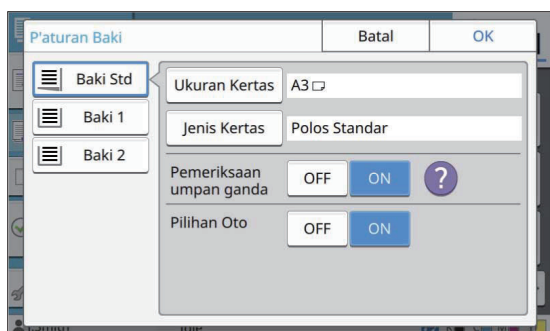 P'aturan Baki
Batal
OK
Baki Std
Ukuran Kertas
A3
Baki 1
Jenis Kertas
Polos Standar
Baki 2
Pemeriksaan
umpan ganda
OFF
ON
?
Pilihan Oto
OFF
ON